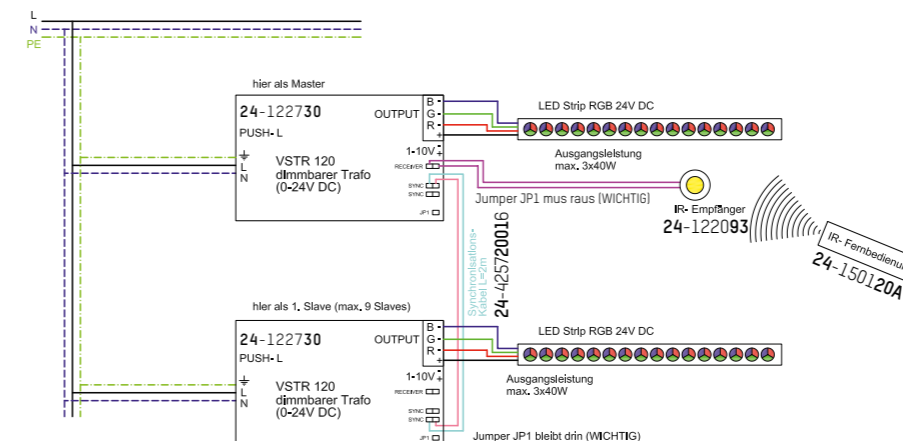 L
N
PE
hier als Master
24-122730
PUSH-L
VSTR 120
dimmbarer Trafo
(0-24V DC)
L
N
OUTPUT
B -
G -
R -
+
1-10V
+
RECEIVER
SYNC
SYNC
JP1
LED Strip RGB 24V DC
Ausgangsleistung
max. 3x40W
Jumper JP1 mus raus (WICHTIG)
IR- Empfänger
24-122093
IR- Fernbedienu
24-150120A
Synchronisations-
Kabel L=2m
24-425720016
hier als 1. Slave (max. 9 Slaves)
24-122730
PUSH-L
VSTR 120
dimmbarer Trafo
(0-24V DC)
L
N
OUTPUT
B -
G -
R -
+
1-10V
+
RECEIVER
SYNC
SYNC
JP1
LED Strip RGB 24V DC
Ausgangsleistung
max. 3x40W
Jumper JP1 bleibt drin (WICHTIG)